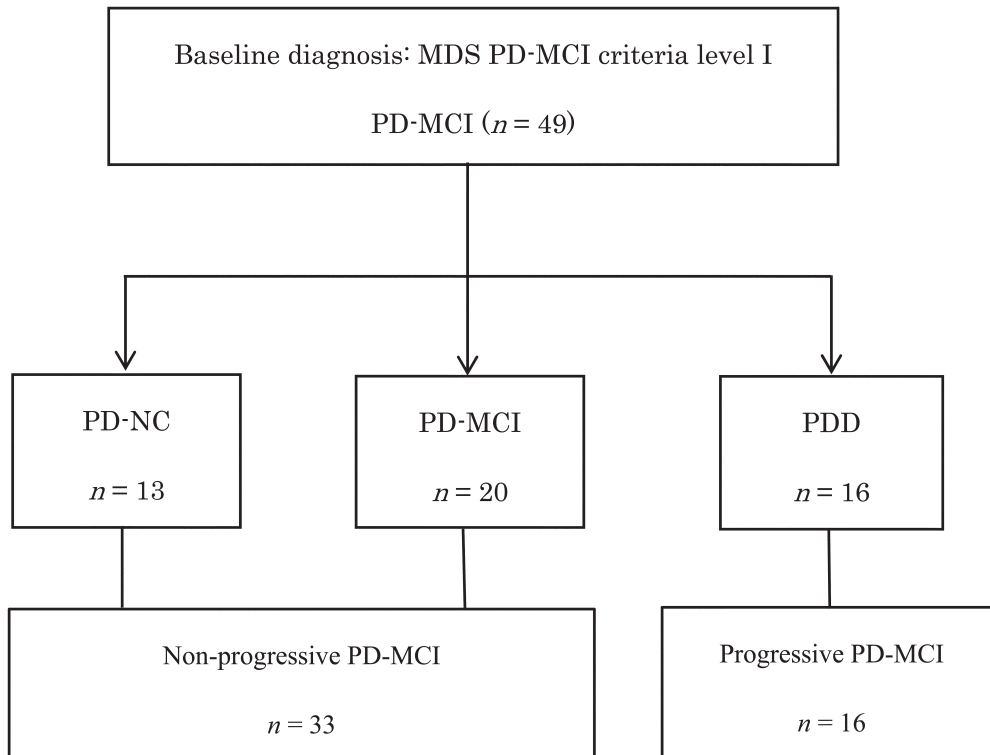 Baseline diagnosis: MDS PD-MCI criteria level I
PD-MCI (n = 49)
PD-NC
n = 13
PD-MCI
n = 20
PDD
n = 16
Non-progressive PD-MCI
n = 33
Progressive PD-MCI
n = 16